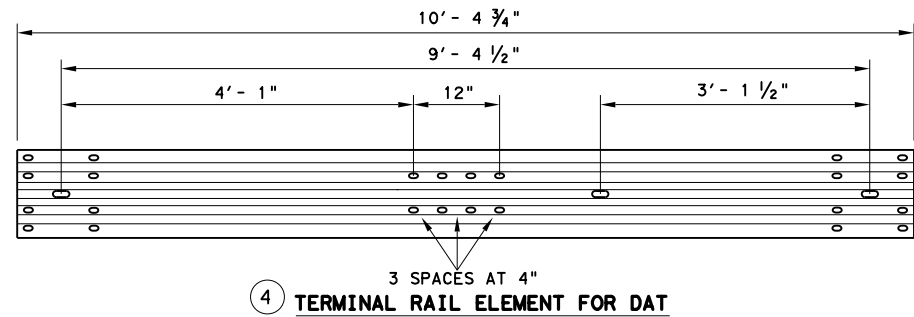 10'- 4 ¾"
9'- 4 ½"
4'- 1"
12"
3'- 1 ½"
3 SPACES AT 4"
4 TERMINAL RAIL ELEMENT FOR DAT